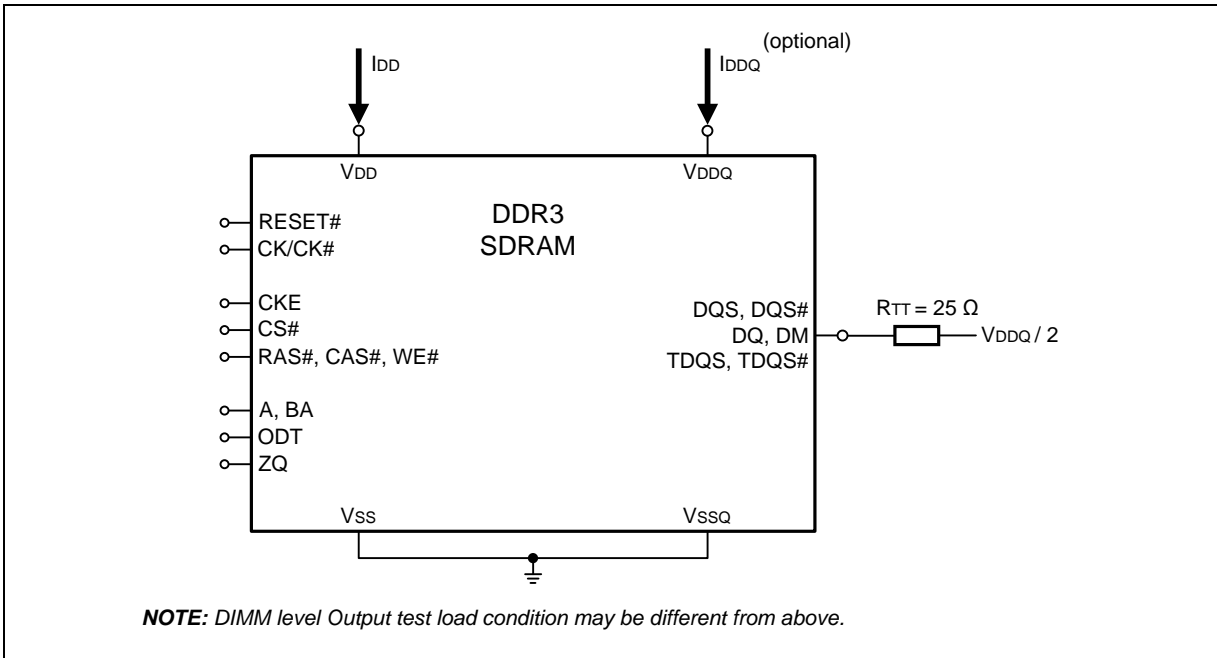 (optional)
IDD
IDDQ
VDD
VDDQ
DDR3
SDRAM
RESET#
CK/CK#
CKE
CS#
RAS#, CAS#, WE#
A, BA
ODT
ZQ
DQS, DQS#
DQ, DM
TDQS, TDQS#
RTT = 25 Ω
VDDQ / 2
VSS
VSSQ
NOTE: DIMM level Output test load condition may be different from above.